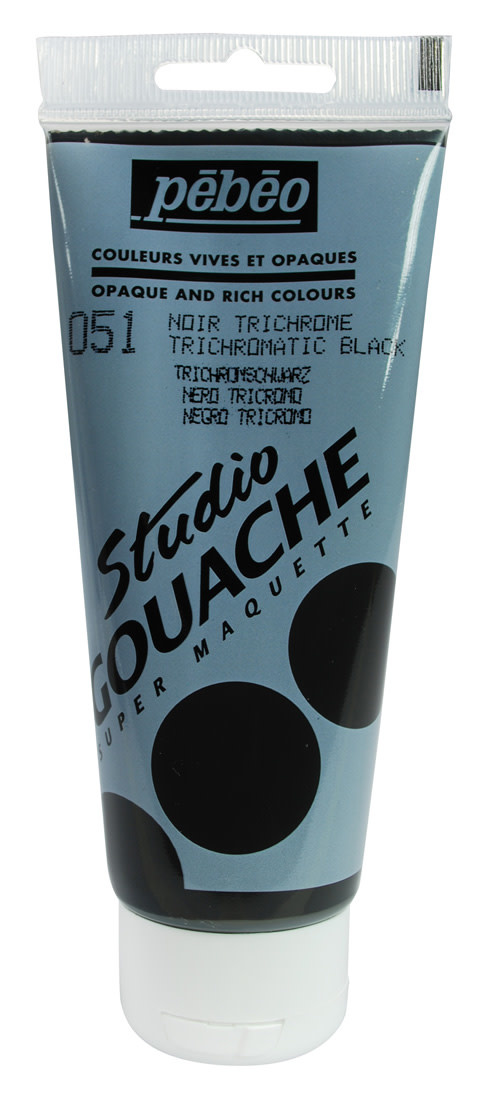 pēbēo
COULEURS VIVES ET OPAQUES
OPAQUE AND RICH COLOURS
051
NOIR TRICHROME
TRICHROMATIC BLACK
TRICHROMSCHWARZ
NERO TRICROMO
NEGRO TRICROMO
Studio
GOUACHE
SUPER MAQUETTE